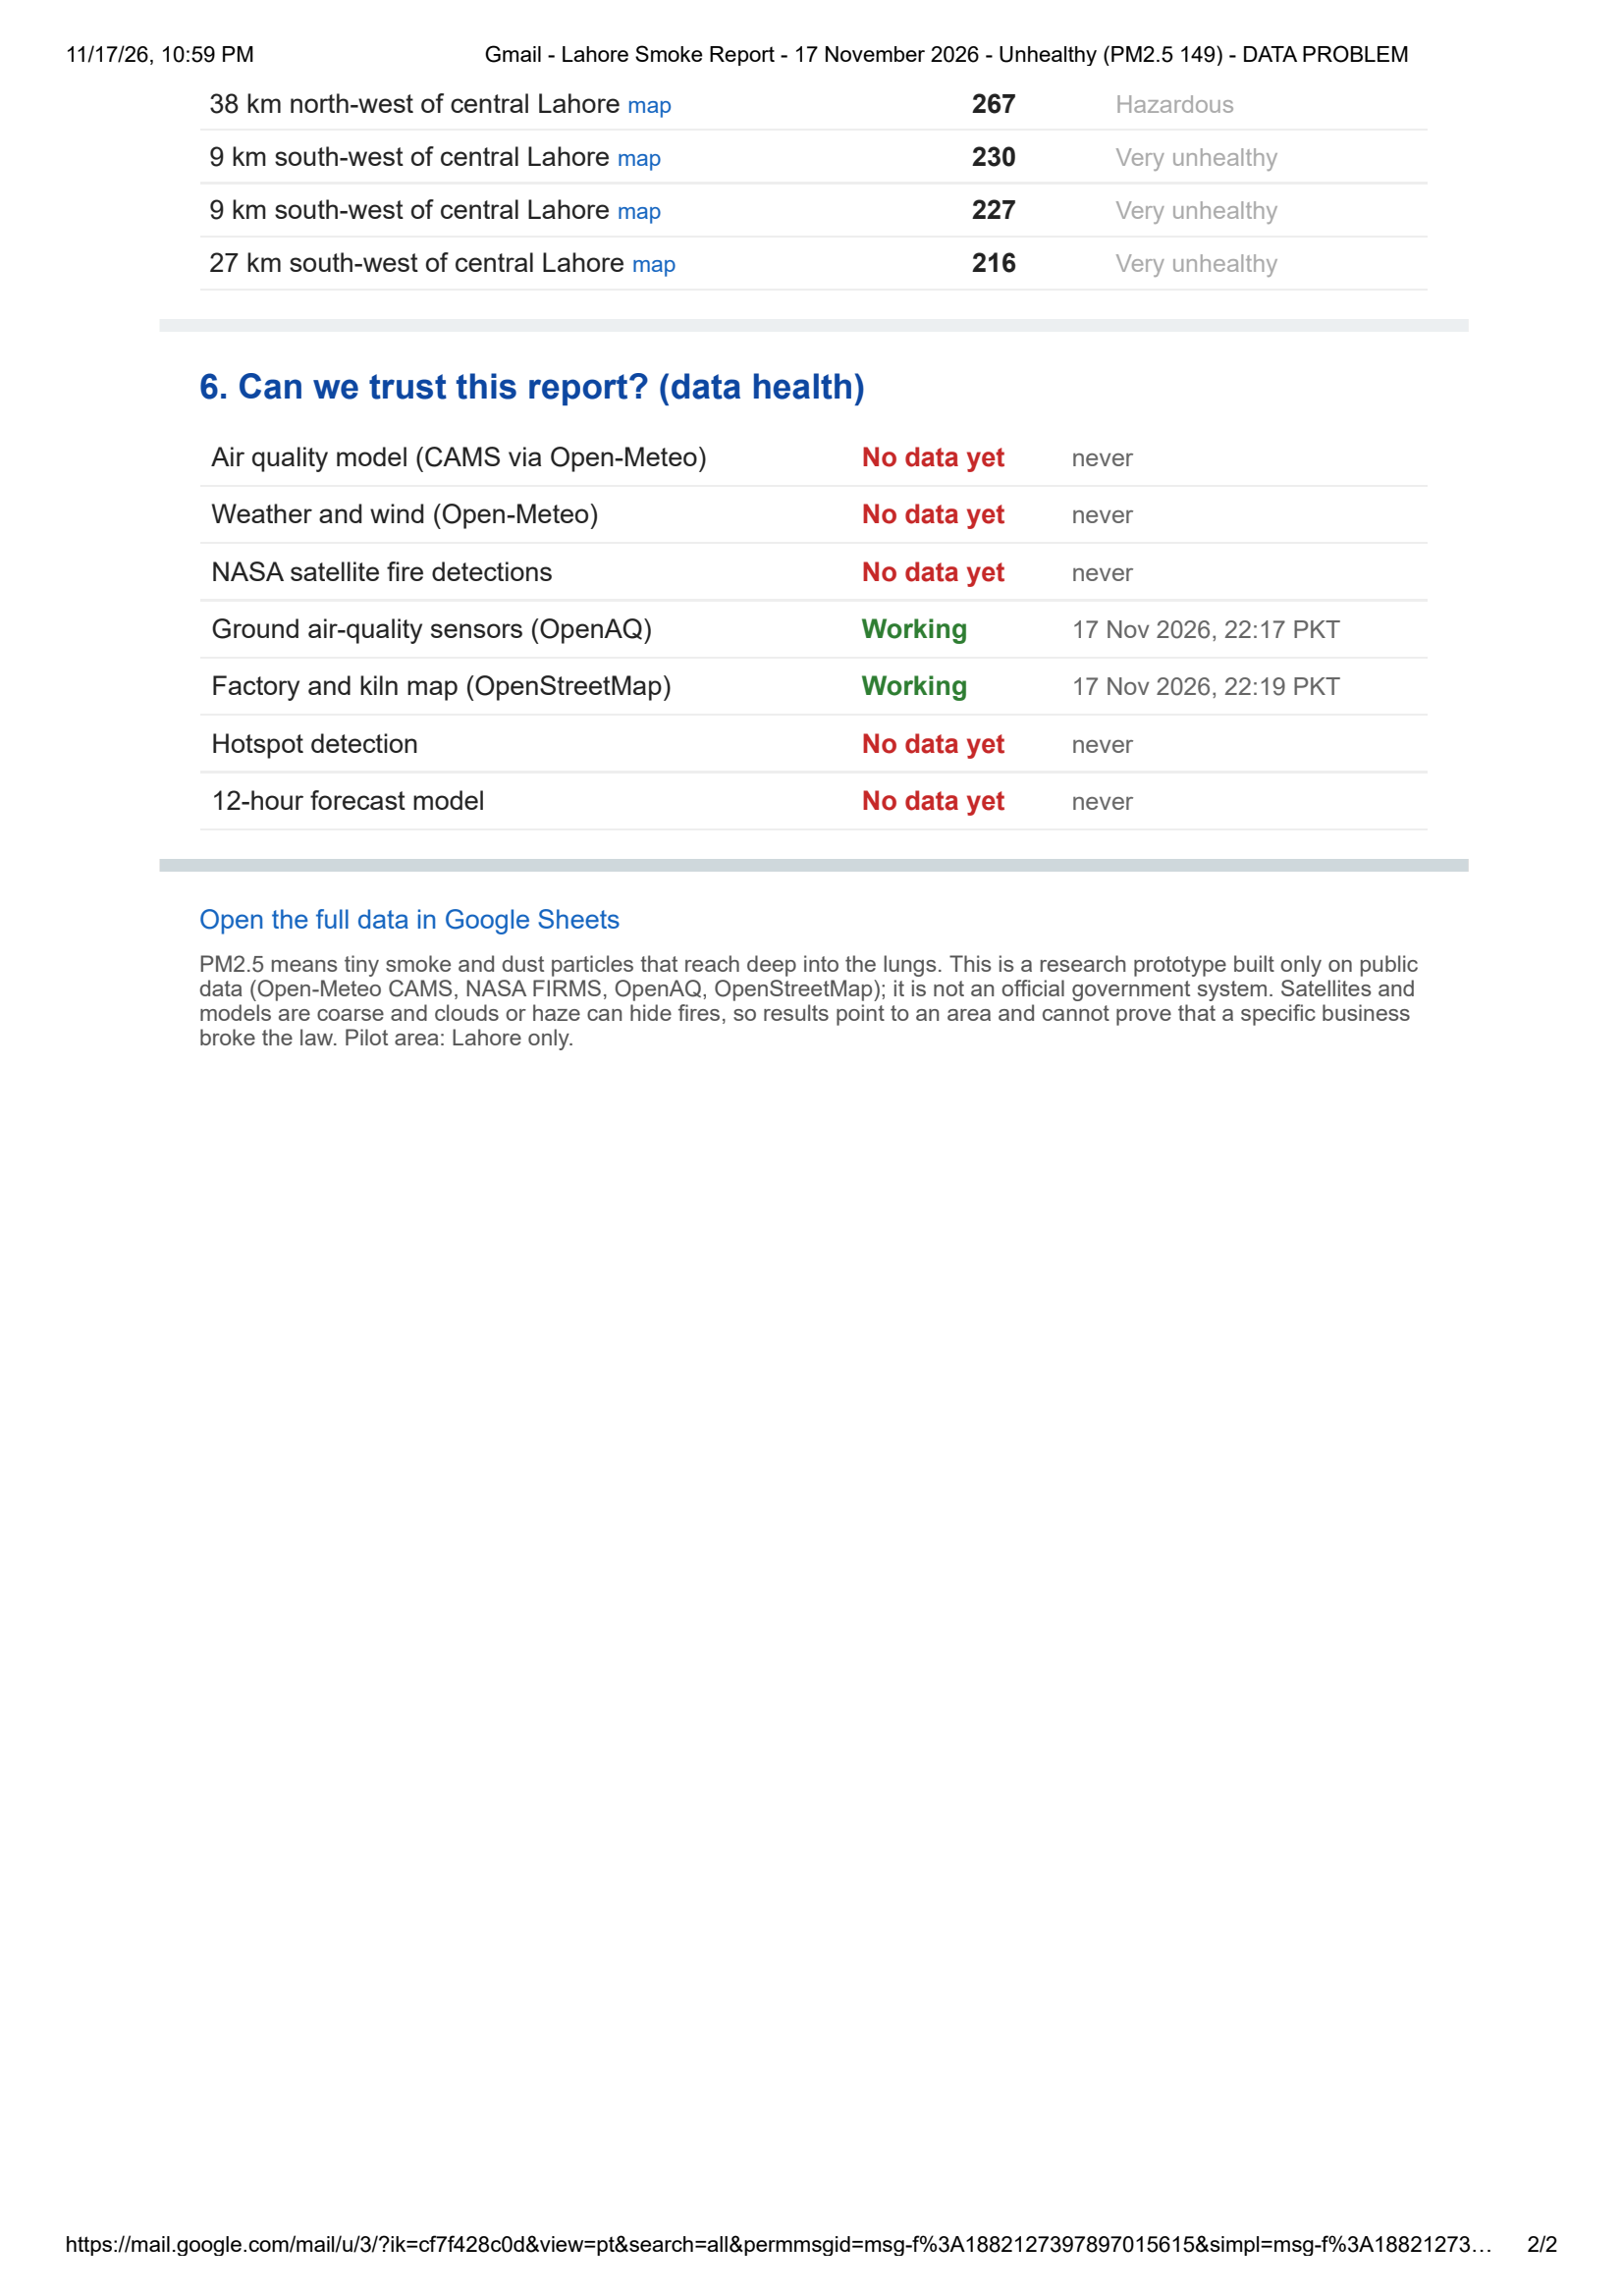 11/17/26, 10:59 PM Gmail - Lahore Smoke Report - 17 November 2026 - Unhealthy (PM2.5 149) - DATA PROBLEM
38 km north-west of central Lahore map 267 Hazardous
9 km south-west of central Lahore map 230 Very unhealthy
9 km south-west of central Lahore map 227 Very unhealthy
27 km south-west of central Lahore map 216 Very unhealthy
6. Can we trust this report? (data health)
Air quality model (CAMS via Open-Meteo) No data yet never
Weather and wind (Open-Meteo) No data yet never
NASA satellite fire detections No data yet never
Ground air-quality sensors (OpenAQ) Working 17 Nov 2026, 22:17 PKT
Factory and kiln map (OpenStreetMap) Working 17 Nov 2026, 22:19 PKT
Hotspot detection No data yet never
12-hour forecast model No data yet never
Open the full data in Google Sheets
PM2.5 means tiny smoke and dust particles that reach deep into the lungs. This is a research prototype built only on public
data (Open-Meteo CAMS, NASA FIRMS, OpenAQ, OpenStreetMap); it is not an official government system. Satellites and
models are coarse and clouds or haze can hide fires, so results point to an area and cannot prove that a specific business
broke the law. Pilot area: Lahore only.
https://mail.google.com/mail/u/3/?ik=cf7f428c0d&view=pt&search=all&permmsgid=msg-f%3A1882127397897015615&simpl=msg-f%3A18821273… 2/2